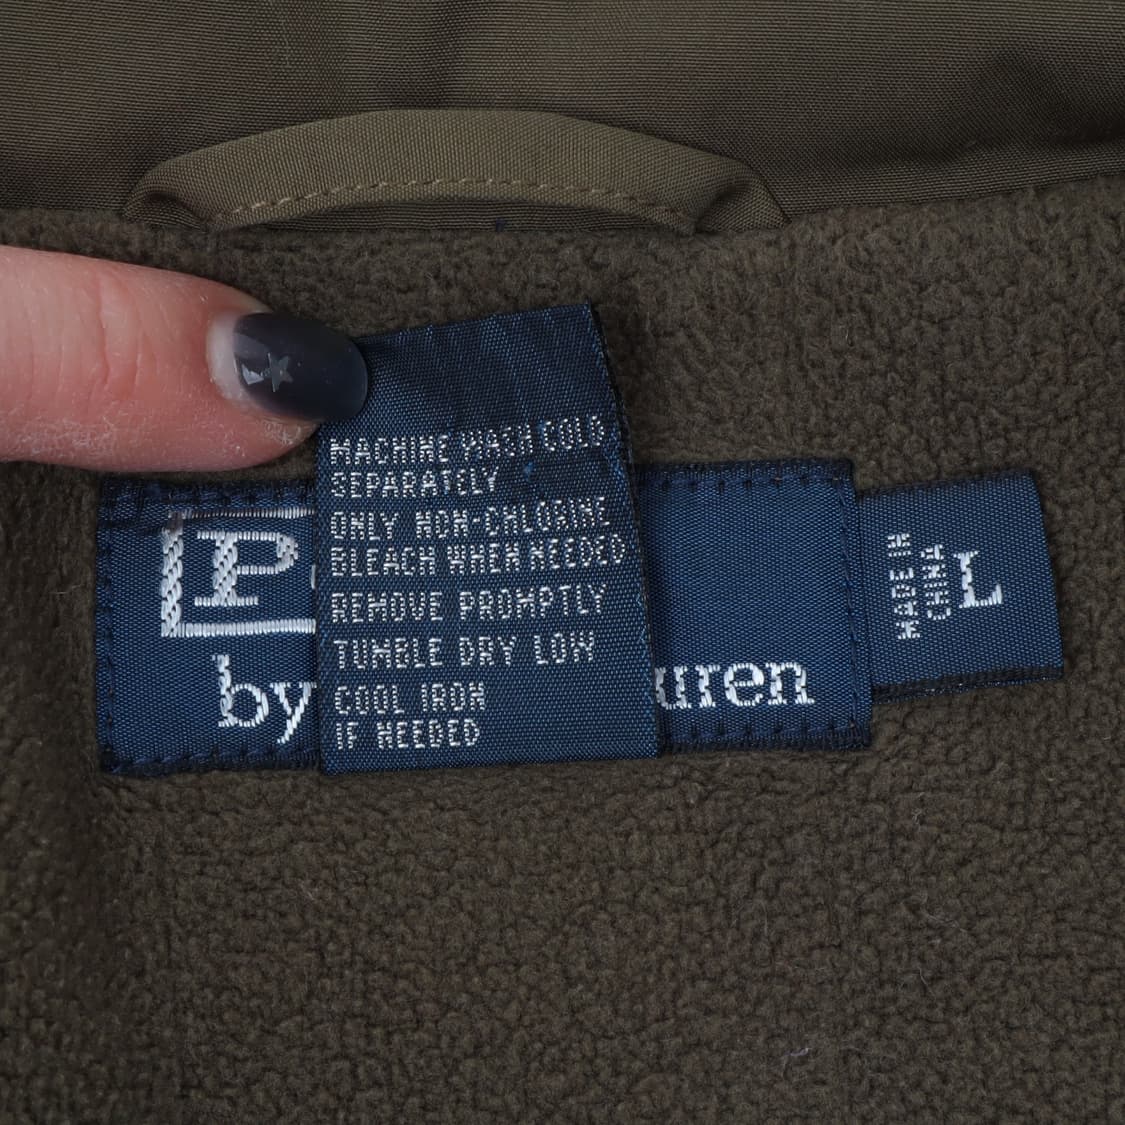 MACHINE WASH COLD
SEPARATELY
ONLY NON-CHLORINE
BLEACH WHEN NEEDED
REMOVE PROMPTLY
TUMBLE DRY LOW
COOL IRON
IF NEEDED
P
by
uren
MADE IN
CHINA
L